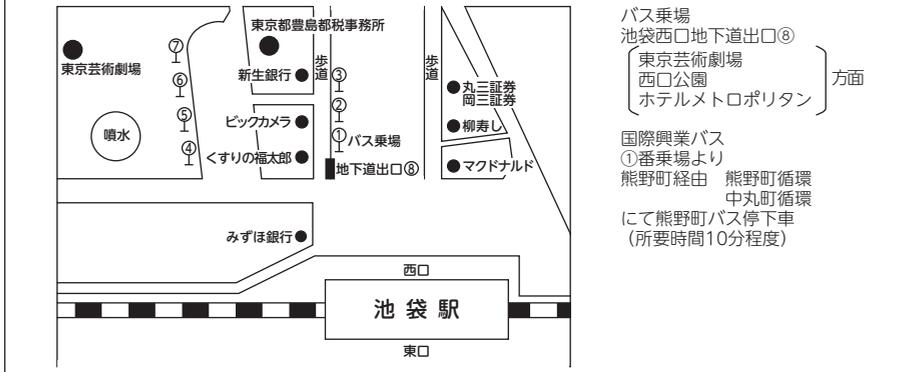 東京都豊島都税事務所
⑦
東京芸術劇場
新生銀行
歩道
③
歩道
丸三証券
岡三証券
⑥
②
⑤
ビックカメラ
噴水
①バス乗場
柳寿し
④
くすりの福太郎
地下道出口⑧
マクドナルド
みずほ銀行
西口
池袋駅
東口
バス乗場
池袋西口地下道出口⑧
東京芸術劇場
西口公園
ホテルメトロポリタン
方面
国際興業バス
①番乗場より
熊野町経由 熊野町循環
中丸町循環
にて熊野町バス停下車
(所要時間10分程度)